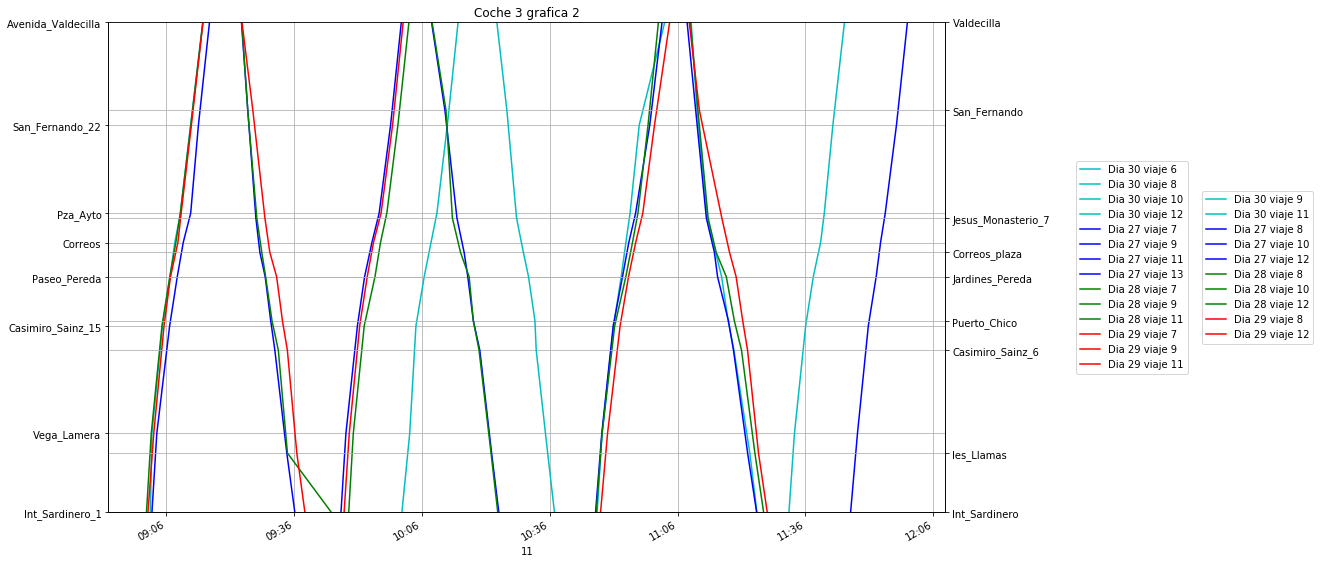 Coche 3 grafica 2
Avenida_Valdecilla
San_Fernando_22
Pza_Ayto
Correos
Paseo_Pereda
Casimiro_Sainz_15
Vega_Lamera
Int_Sardinero_1
Valdecilla
San_Fernando
Jesus_Monasterio_7
Correos_plaza
Jardines_Pereda
Puerto_Chico
Casimiro_Sainz_6
Ies_Llamas
Int_Sardinero
09:06
09:36
10:06
10:36
11:06
11:36
12:06
11
Dia 30 viaje 6
Dia 30 viaje 8
Dia 30 viaje 10
Dia 30 viaje 12
Dia 27 viaje 7
Dia 27 viaje 9
Dia 27 viaje 11
Dia 27 viaje 13
Dia 28 viaje 7
Dia 28 viaje 9
Dia 28 viaje 11
Dia 29 viaje 7
Dia 29 viaje 9
Dia 29 viaje 11
Dia 30 viaje 9
Dia 30 viaje 11
Dia 27 viaje 8
Dia 27 viaje 10
Dia 27 viaje 12
Dia 28 viaje 8
Dia 28 viaje 10
Dia 28 viaje 12
Dia 29 viaje 8
Dia 29 viaje 12